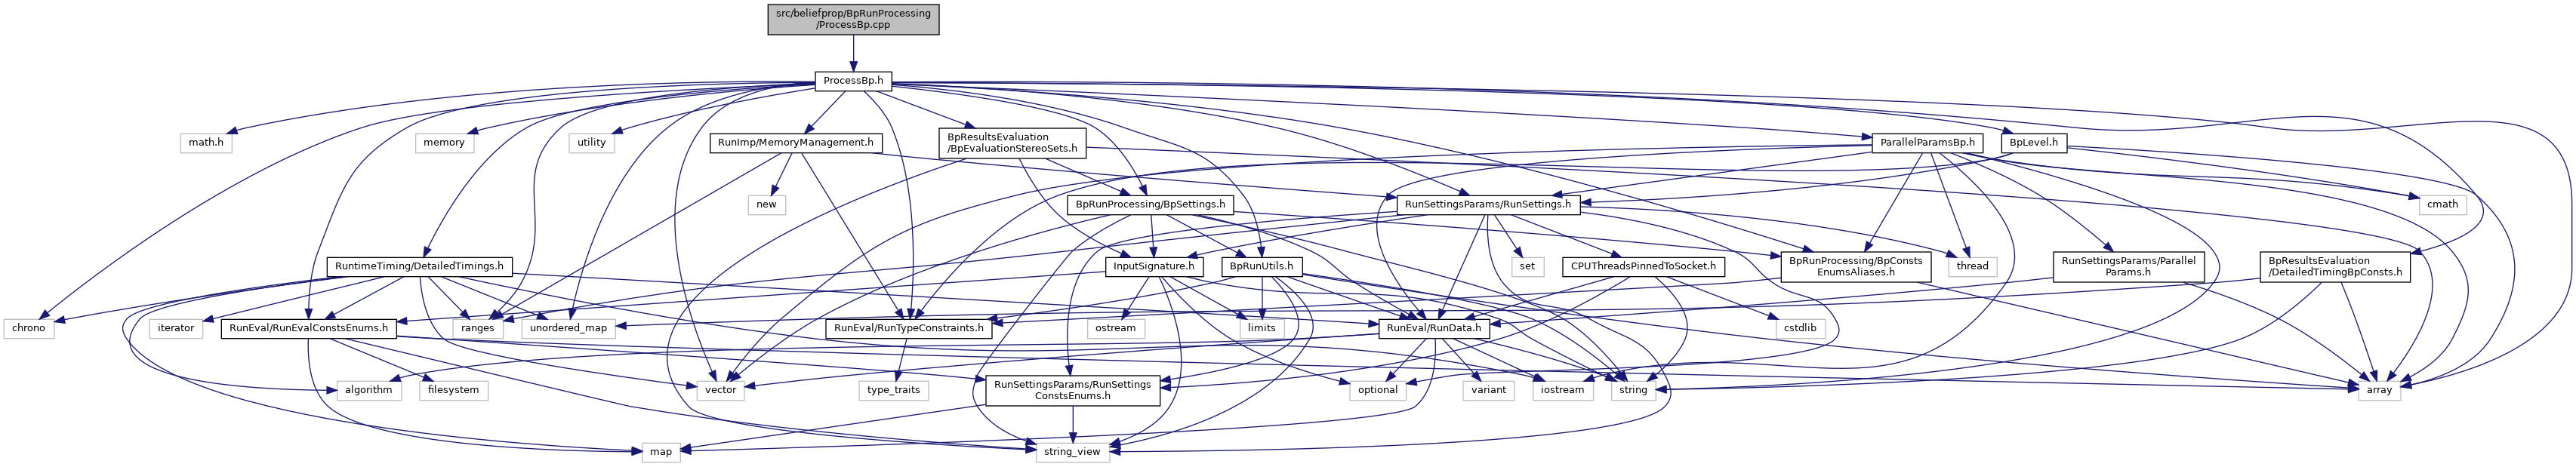 src/beliefprop/BpRunProcessing
/ProcessBp.cpp
ProcessBp.h
math.h
memory
utility
RunImp/MemoryManagement.h
BpResultsEvaluation
/BpEvaluationStereoSets.h
ParallelParamsBp.h
BpLevel.h
new
BpRunProcessing/BpSettings.h
RunSettingsParams/RunSettings.h
cmath
RuntimeTiming/DetailedTimings.h
InputSignature.h
BpRunUtils.h
set
CPUThreadsPinnedToSocket.h
BpRunProcessing/BpConsts
EnumsAliases.h
thread
RunSettingsParams/Parallel
Params.h
BpResultsEvaluation
/DetailedTimingBpConsts.h
chrono
iterator
RunEval/RunEvalConstsEnums.h
ranges
unordered_map
RunEval/RunTypeConstraints.h
ostream
limits
RunEval/RunData.h
cstdlib
algorithm
filesystem
vector
type_traits
RunSettingsParams/RunSettings
ConstsEnums.h
optional
variant
iostream
string
array
map
string_view